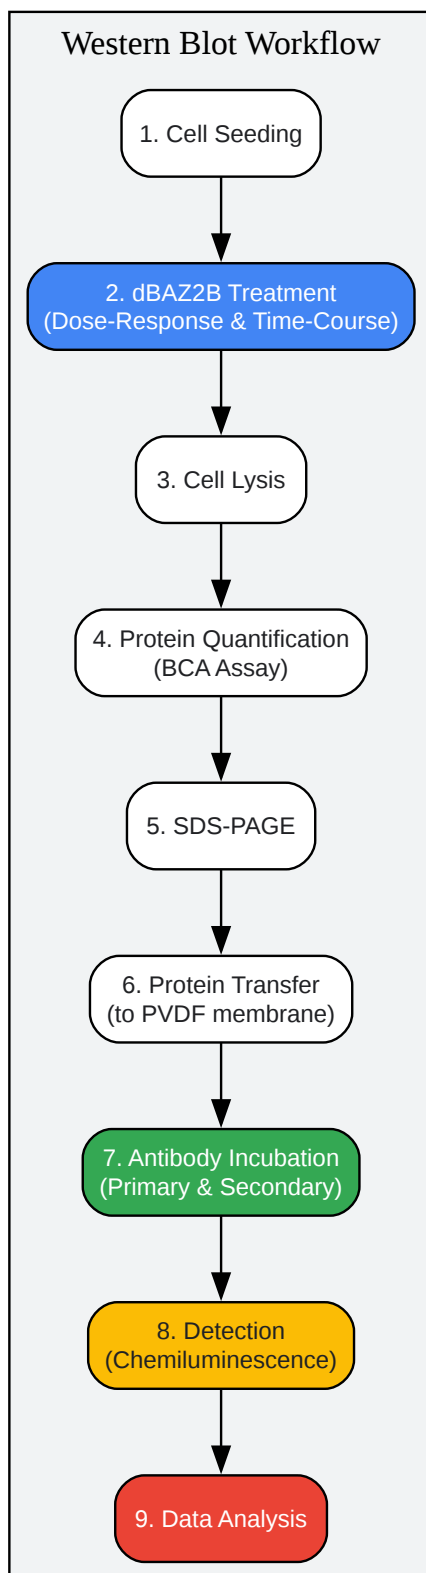 Western Blot Workflow
1. Cell Seeding
2. dBAZ2B Treatment
(Dose-Response & Time-Course)
3. Cell Lysis
4. Protein Quantification
(BCA Assay)
5. SDS-PAGE
6. Protein Transfer
(to PVDF membrane)
7. Antibody Incubation
(Primary & Secondary)
8. Detection
(Chemiluminescence)
9. Data Analysis